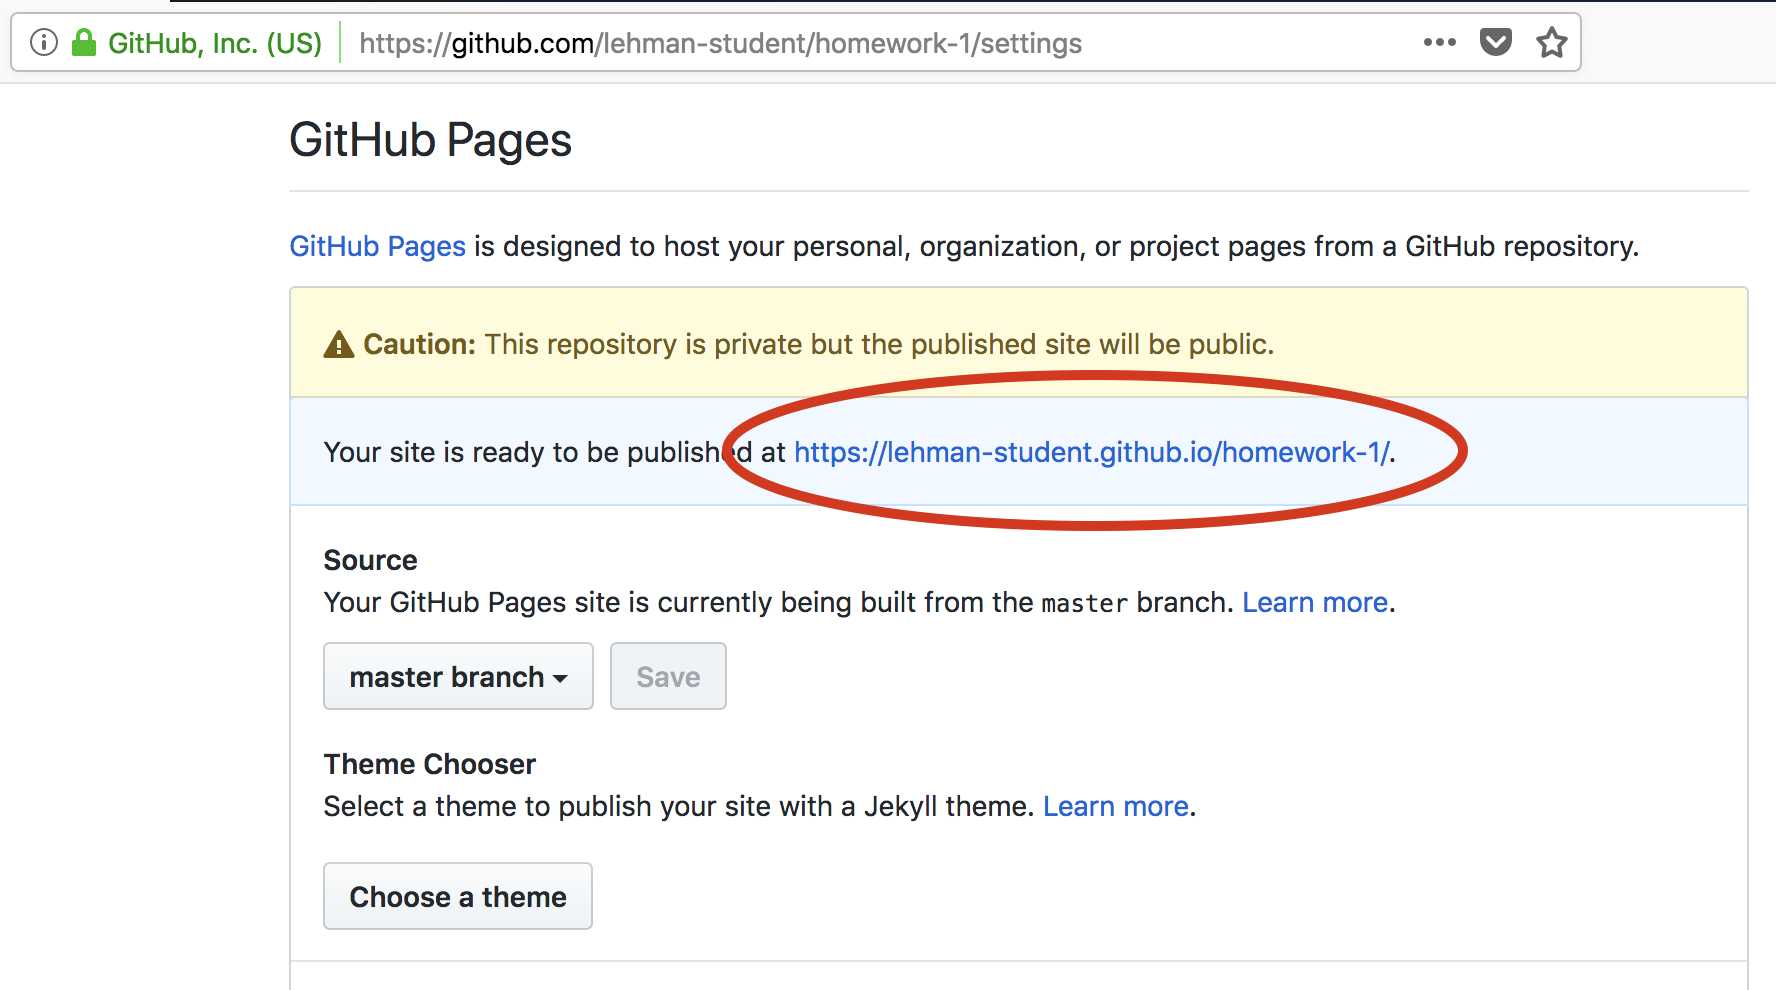 GitHub, Inc. (US) https://github.com/lehman-student/homework-1/settings
GitHub Pages
GitHub Pages is designed to host your personal, organization, or project pages from a GitHub repository.
Caution: This repository is private but the published site will be public.
Your site is ready to be published at https://lehman-student.github.io/homework-1/.
Source
Your GitHub Pages site is currently being built from the master branch. Learn more.
master branch Save
Theme Chooser
Select a theme to publish your site with a Jekyll theme. Learn more.
Choose a theme